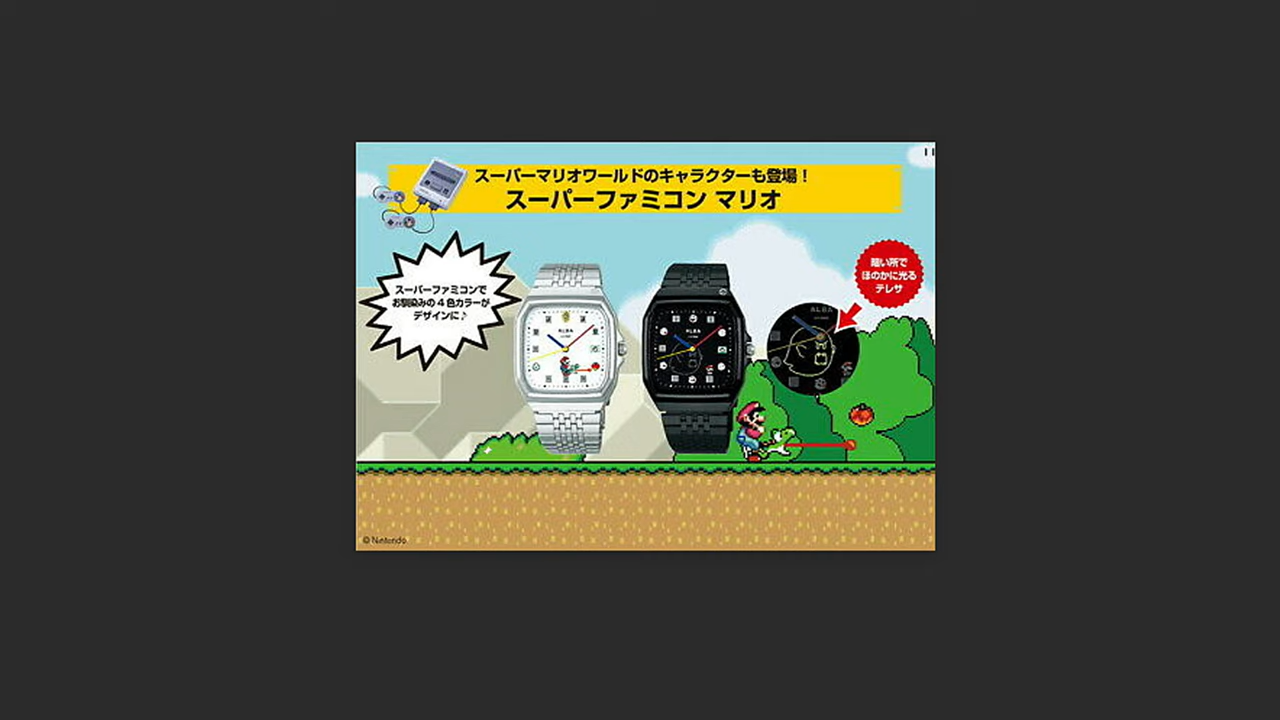 スーパーマリオワールドのキャラクターも登場！
スーパーファミコン マリオ
スーパーファミコンで
お馴染みの４色カラーが
デザインに♪
暗い所で
ほのかに光る
テレサ
ALBA
ALBA
ALBA
© Nintendo